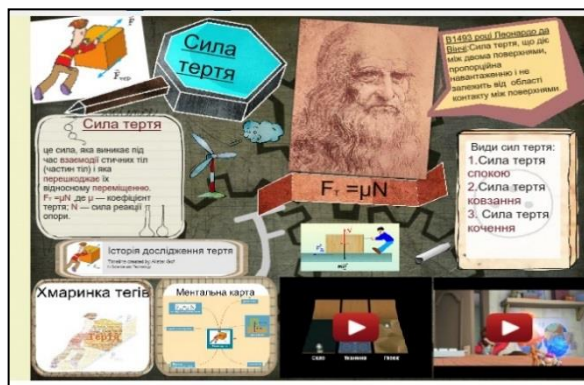 Сила
тертя
В1493 році Леонардо да
Вінчі:Сила тертя, що діє
між двома поверхнями,
пропорційна
навантаженню і не
залежить від області
контакту між поверхнями.
Сила тертя
це сила, яка виникає під
час взаємодії стичних тіл
(частин тіл) і яка
перешкоджає їх
відносному переміщенню.
Fт =μN ,де μ — коефіцієнт
тертя; N — сила реакції
опори.
Fт =μN
Види сил тертя:
1.Сила тертя
спокою
2.Сила тертя
ковзання
3. Сила тертя
кочення
Історія дослідження тертя
Хмаринка тегів
Ментальна карта